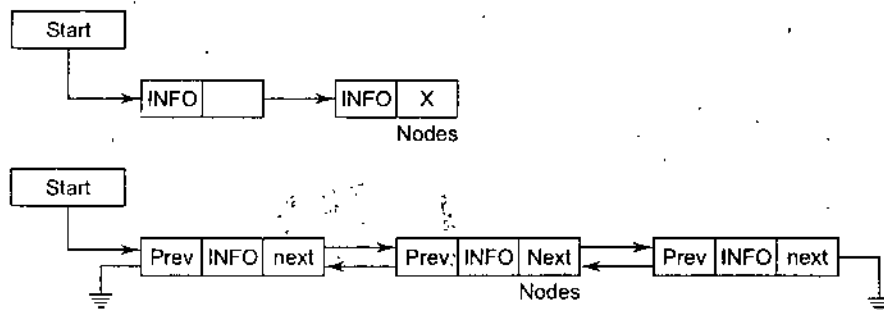 Start
INFO INFO X
Nodes
Start
Prev INFO next Prev INFO Next Prev INFO next
Nodes